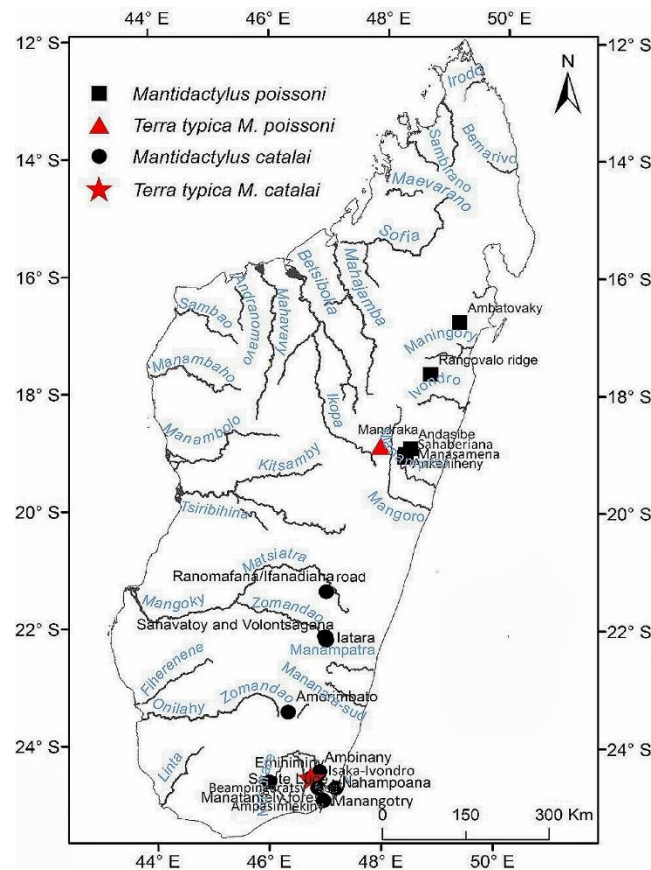 44° E 46° E 48° E 50° E
12° S 12° S
N
Mantidactylus poissoni
Terra typica M. poissoni
Mantidactylus catalai
Terra typica M. catalai
Irodo
Bemarivo
Sambirano
14° S 14° S
Maevarano
Sofia
16° S 16° S
Betsiboka
Mahajamba
Mahavavy
Andranomavo
Sambao
Ambatovaky
Maningory
Manambaho
Rangovalo ridge
18° S 18° S
Ivondro
Ikopa
Manambolo
Mandraka
Andasibe
Sahaberiana
Manasamena
Ankeniheny
Kitsamby
Mangoro
20° S 20° S
Tsiribihina
Matsiatra
Ranomafana/Ifanadiana road
Mangoky
Zomandao
22° S 22° S
Sahavatoy and Volontsagana
Iatara
Manampatra
Fiherenene
Mananara-sud
Zomandao
Onilahy
24° S 24° S
Linta
Eminiminy
Ambinany
Isaka-Ivondro
Nahampoana
Manangotry
Ampasimlekiny
0 150 300 Km
44° E 46° E 48° E 50° E